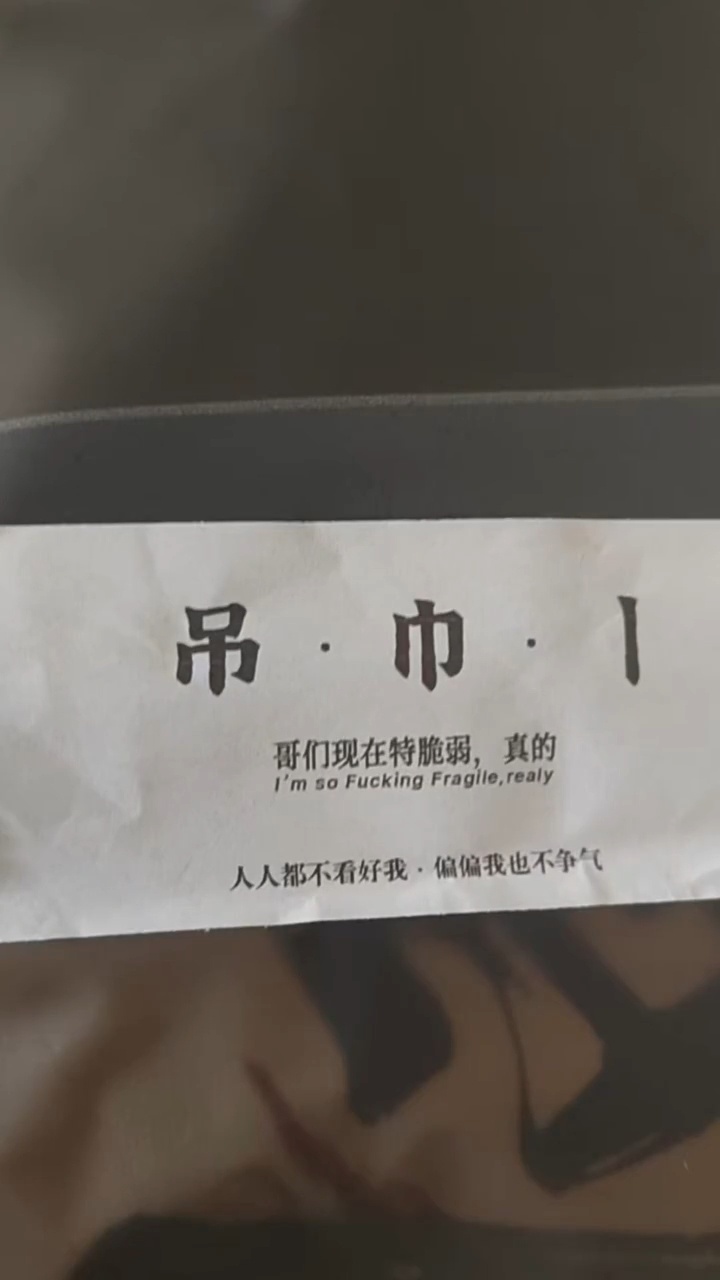 吊·巾·丨
哥们现在特脆弱，真的
I'm so Fucking Fragile,realy
人人都不看好我·偏偏我也不争气